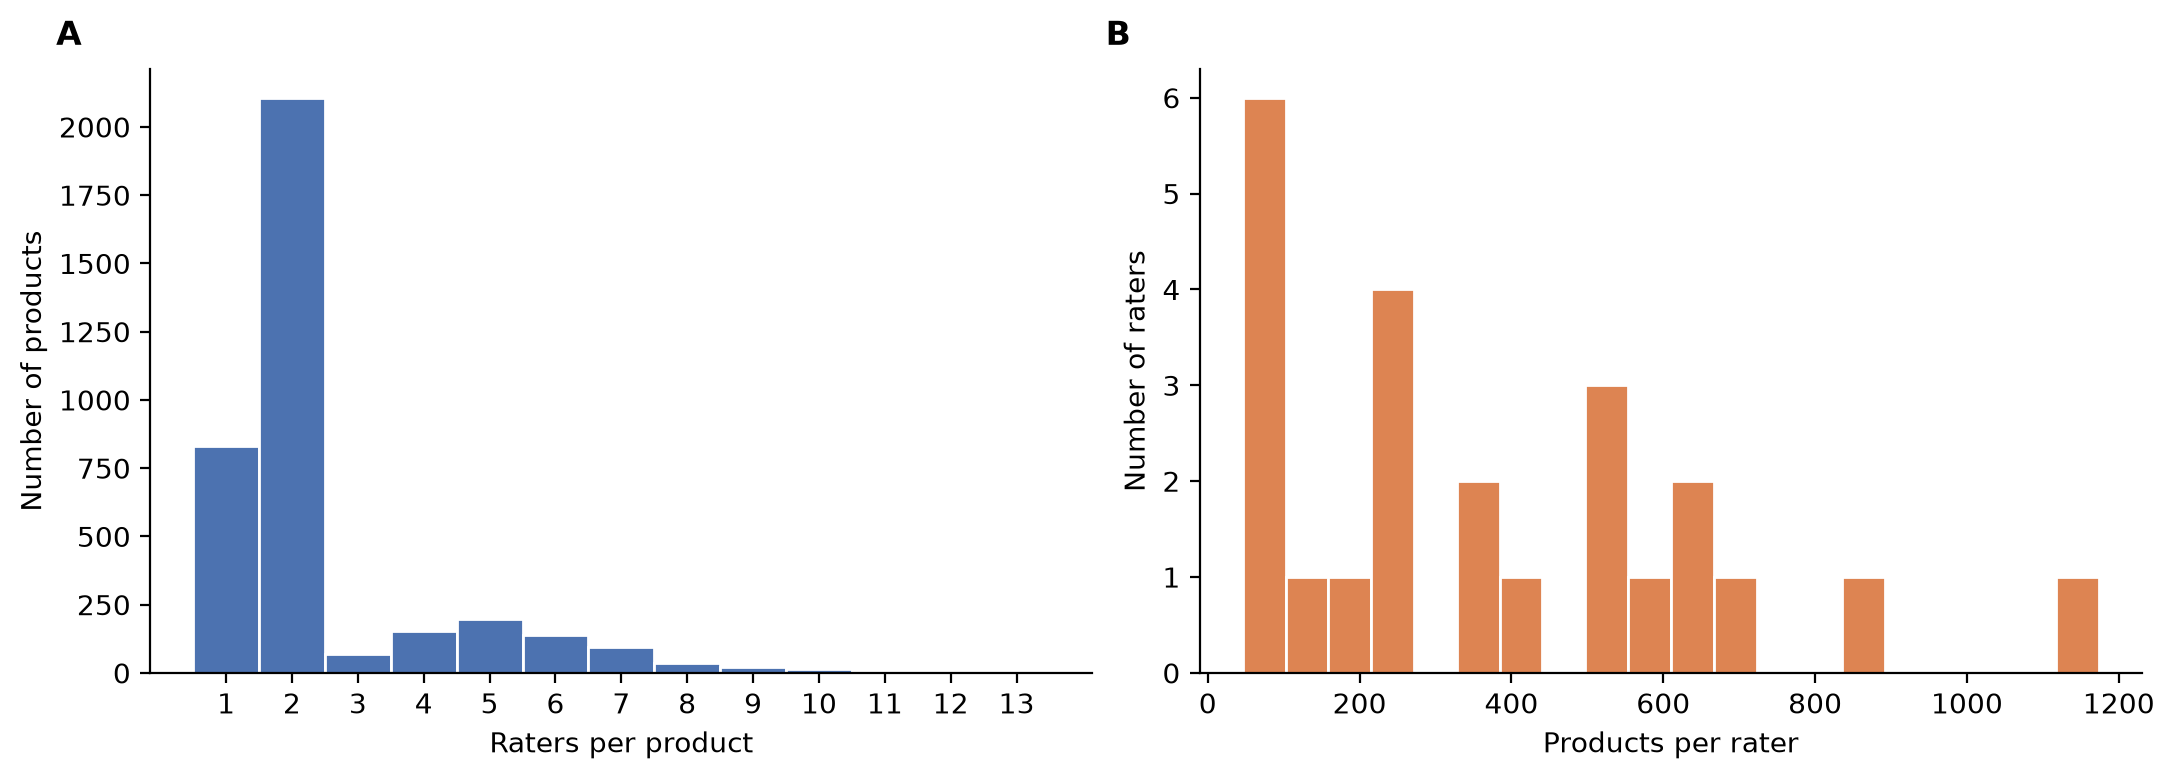 A
Number of products
2000
1750
1500
1250
1000
750
500
250
0
1 2 3 4 5 6 7 8 9 10 11 12 13
Raters per product
B
Number of raters
6
5
4
3
2
1
0
0 200 400 600 800 1000 1200
Products per rater